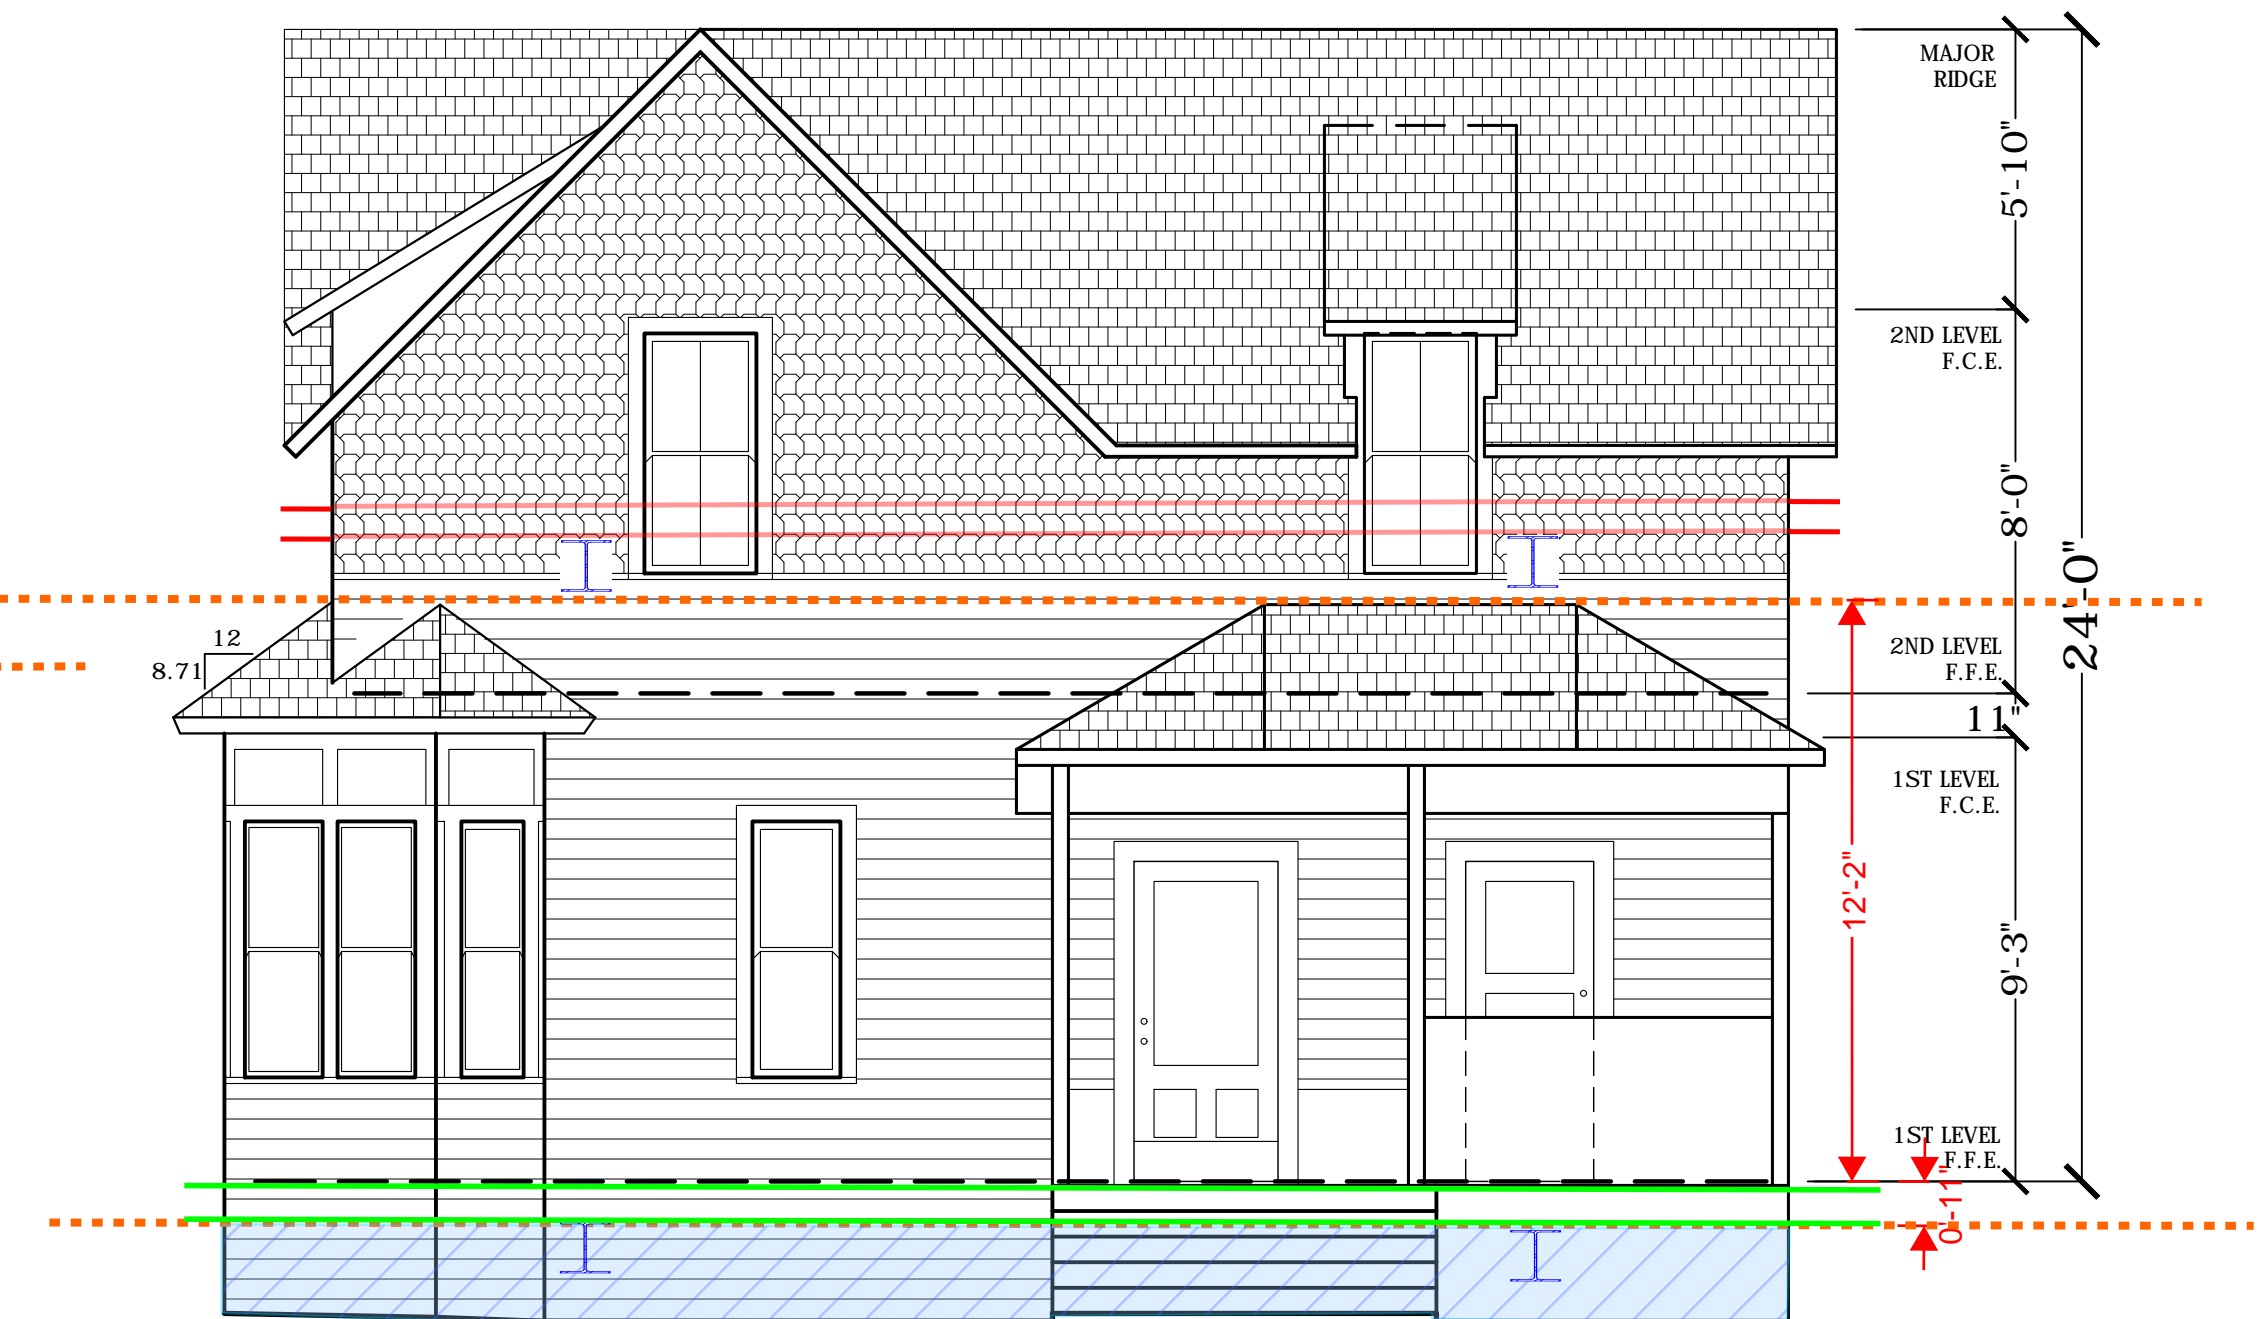 MAJOR
RIDGE
5'-10"
2ND LEVEL
F.C.E.
8'-0"
24'-0"
12
8.71
2ND LEVEL
F.F.E.
11"
1ST LEVEL
F.C.E.
12'-2"
9'-3"
1ST LEVEL
F.F.E.
0'-11"